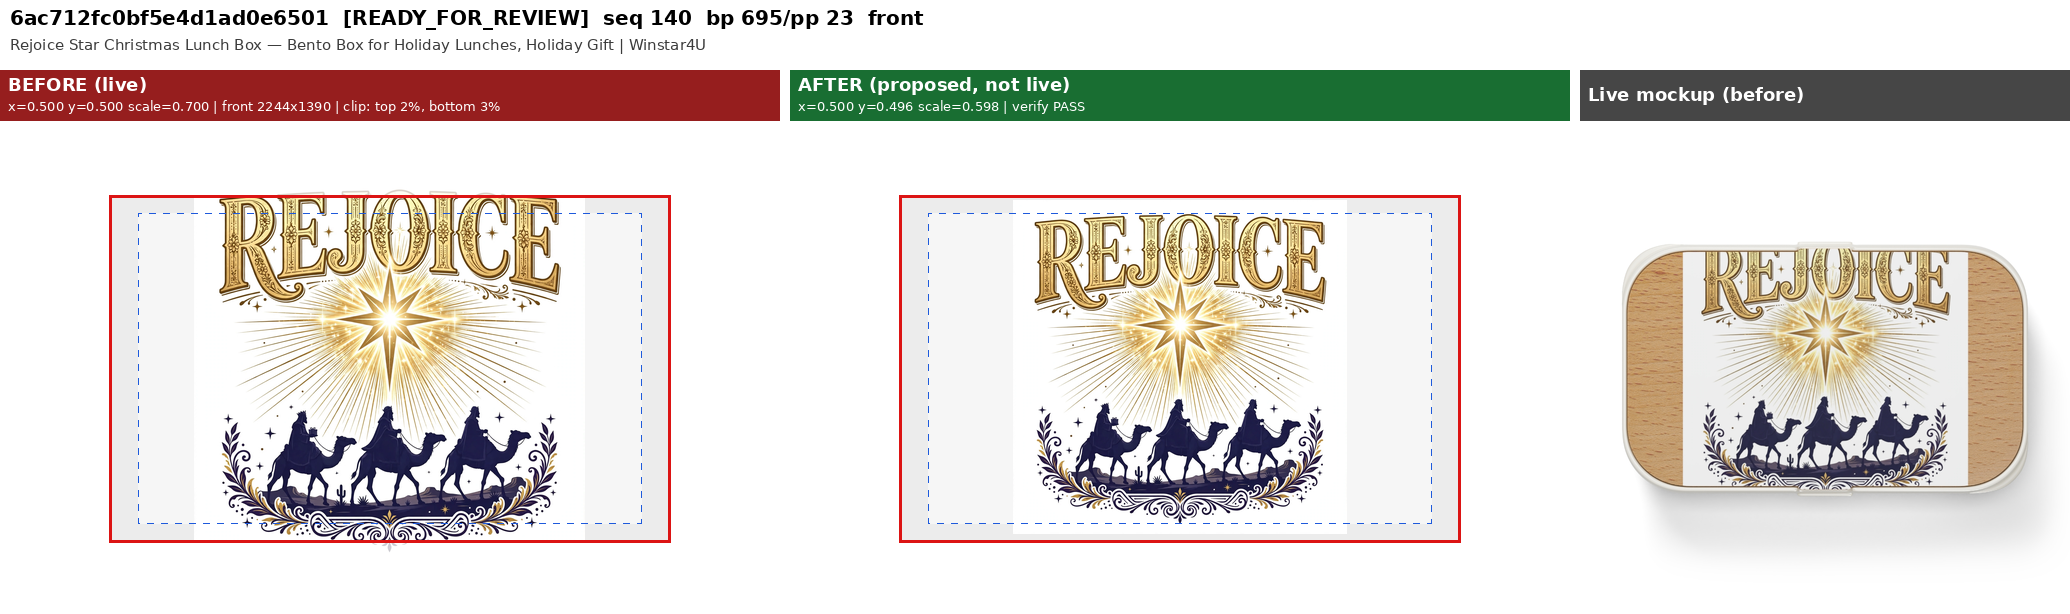 6ac712fc0bf5e4d1ad0e6501  [READY_FOR_REVIEW]  seq 140  bp 695/pp 23  front
Rejoice Star Christmas Lunch Box — Bento Box for Holiday Lunches, Holiday Gift | Winstar4U
BEFORE (live)
x=0.500 y=0.500 scale=0.700 | front 2244x1390 | clip: top 2%, bottom 3%
AFTER (proposed, not live)
x=0.500 y=0.496 scale=0.598 | verify PASS
Live mockup (before)
REJOICE
REJOICE
REJOICE